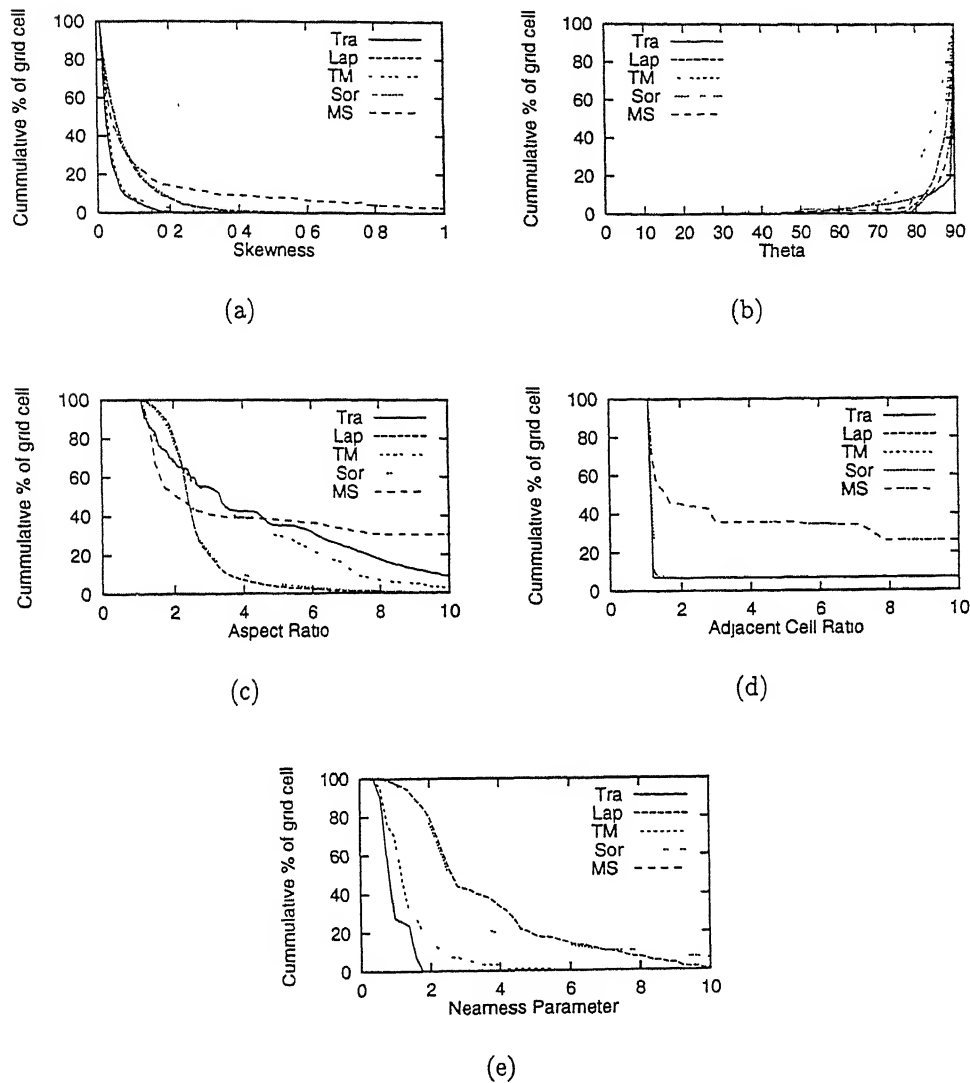 100
80
60
40
20
0
Cummulative % of grid cell
Tra
Lap
TM
Sor
MS
0 0 2 0 4 0 6 0 8 1
Skewness
(a)
100
80
60
40
20
0
Cummulative % of grid cell
Tra
Lap
TM
Sor
MS
0 10 20 30 40 50 60 70 80 90
Theta
(b)
100
80
60
40
20
0
Cummulative % of grid cell
Tra
Lap
TM
Sor
MS
0 2 4 6 8 10
Aspect Ratio
(c)
100
80
60
40
20
0
Cummulative % of grid cell
Tra
Lap
TM
Sor
MS
0 2 4 6 8 10
Adjacent Cell Ratio
(d)
100
80
60
40
20
0
Cummulative % of grid cell
Tra
Lap
TM
Sor
MS
0 2 4 6 8 10
Nearness Parameter
(e)